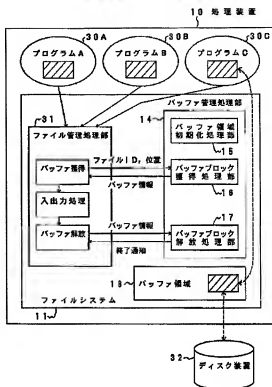 10 処理装置
30A
30B
30C
プログラムA
プログラムB
プログラムC
31
ファイル管理処理部
バッファ管理処理部
14
バッファ領域
初期化処理部
15
ファイルID,位置
バッファ獲得
バッファ情報
バッファブロック
獲得処理部
16
入出力処理
17
バッファ情報
バッファ解放
バッファブロック
解放処理部
終了通知
18
バッファ領域
ファイルシステム
11
32
ディスク装置